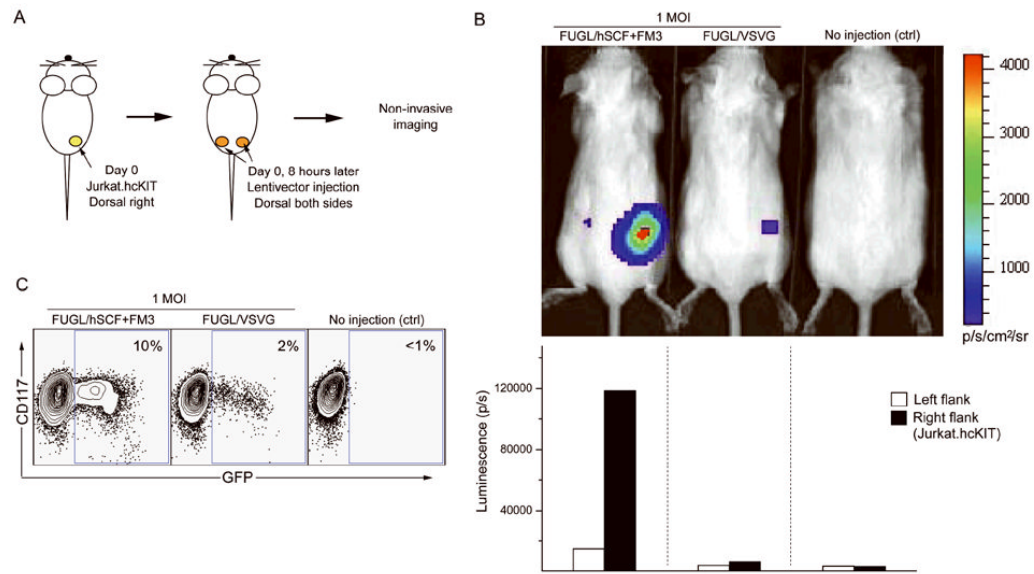 A
Day 0
Jurkat.hcKIT
Dorsal right
Day 0, 8 hours later
Lentivector injection
Dorsal both sides
Non-invasive
imaging
B
1 MOI
FUGL/hSCF+FM3
FUGL/VSVG
No injection (ctrl)
4000
3000
2000
1000
p/s/cm²/sr
Luminescence (p/s)
120000
80000
40000
Left flank
Right flank
(Jurkat.hcKIT)
C
1 MOI
FUGL/hSCF+FM3
FUGL/VSVG
No injection (ctrl)
10%
2%
<1%
CD117
GFP